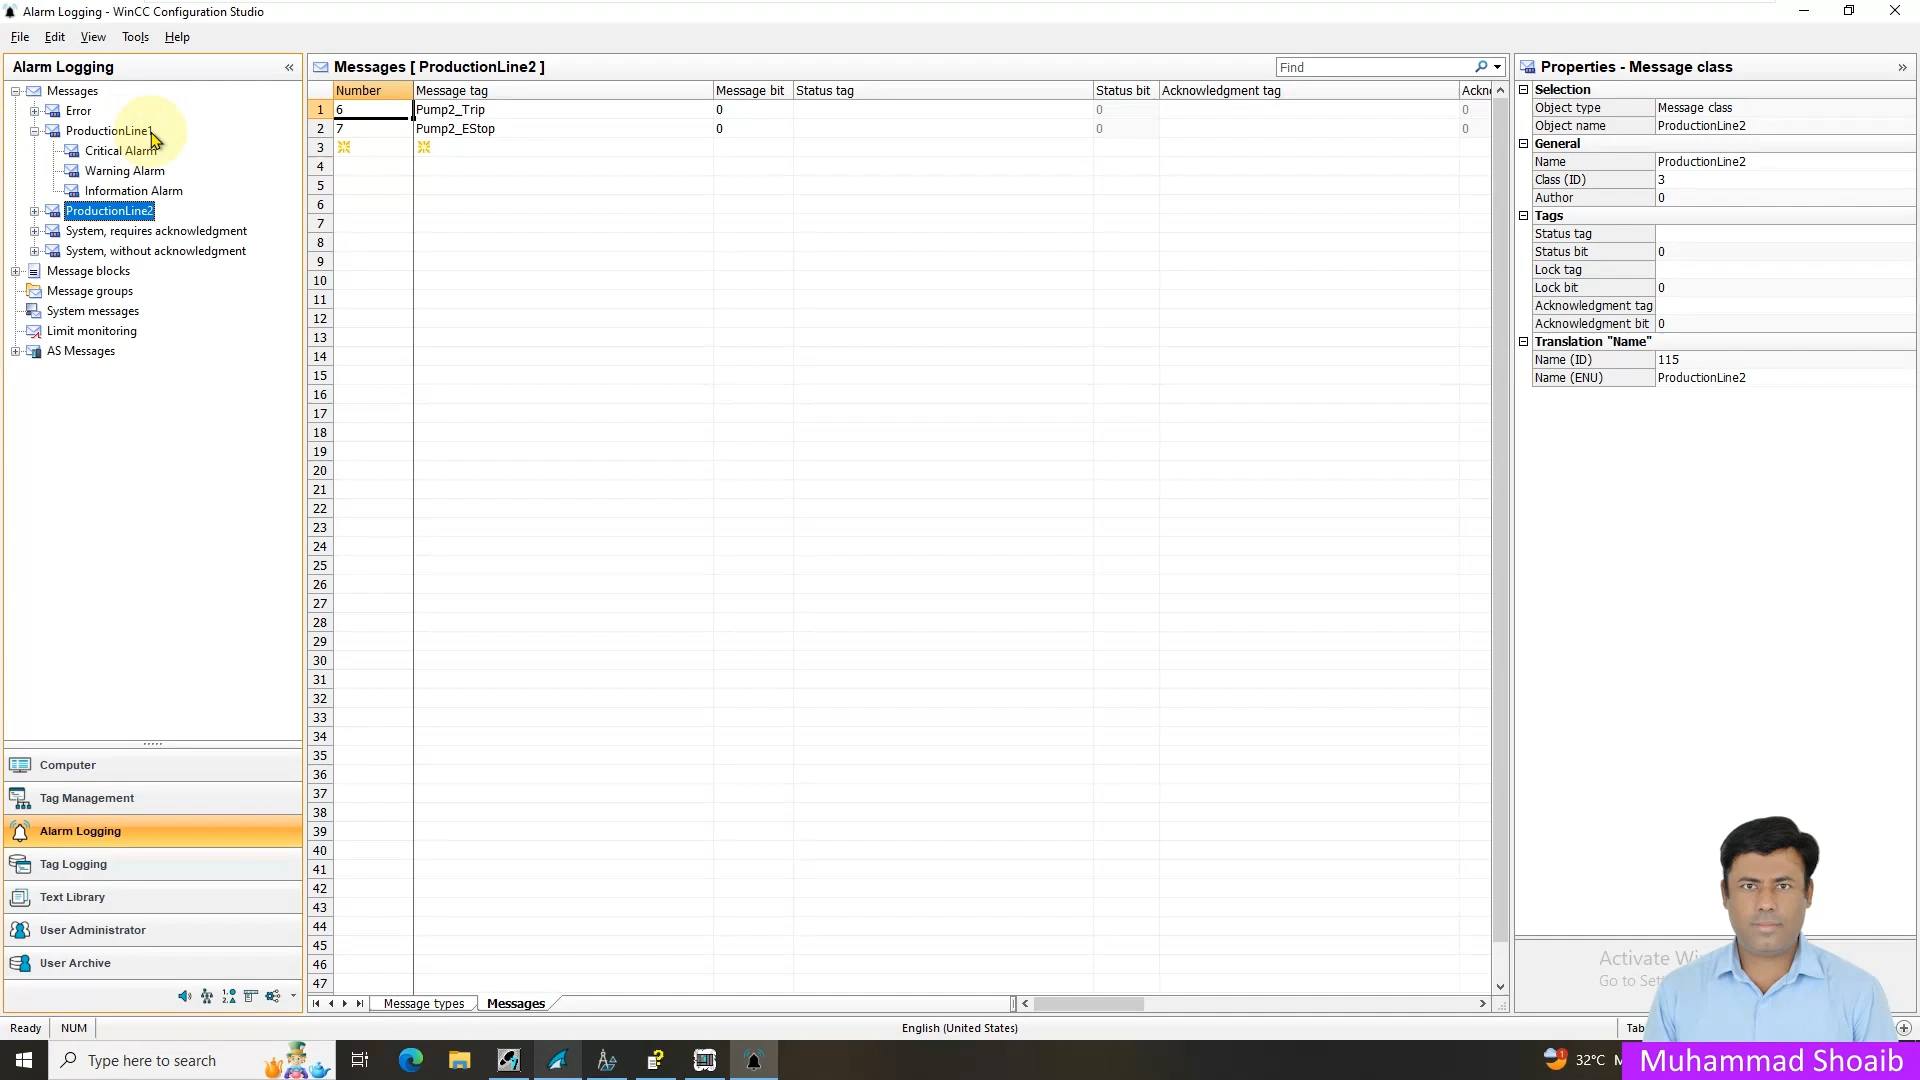 Alarm Logging - WinCC Configuration Studio
File Edit View Tools Help
Alarm Logging
Messages
Error
ProductionLine1
Critical Alarm
Warning Alarm
Information Alarm
ProductionLine2
System, requires acknowledgment
System, without acknowledgment
Message blocks
Message groups
System messages
Limit monitoring
AS Messages
Computer
Tag Management
Alarm Logging
Tag Logging
Text Library
User Administrator
User Archive
Messages [ ProductionLine2 ]
Find
Number Message tag Message bit Status tag Status bit Acknowledgment tag Ackn
1 6 Pump2_Trip 0 0 0
2 7 Pump2_EStop 0 0 0
3
4
5
6
7
8
9
10
11
12
13
14
15
16
17
18
19
20
21
22
23
24
25
26
27
28
29
30
31
32
33
34
35
36
37
38
39
40
41
42
43
44
45
46
47
Message types Messages
Properties - Message class
Selection
Object type Message class
Object name ProductionLine2
General
Name ProductionLine2
Class (ID) 3
Author 0
Tags
Status tag
Status bit 0
Lock tag
Lock bit 0
Acknowledgment tag
Acknowledgment bit 0
Translation "Name"
Name (ID) 115
Name (ENU) ProductionLine2
Activate Wi
Go to Set
Ready NUM English (United States) Tab
Type here to search
32°C
Muhammad Shoaib